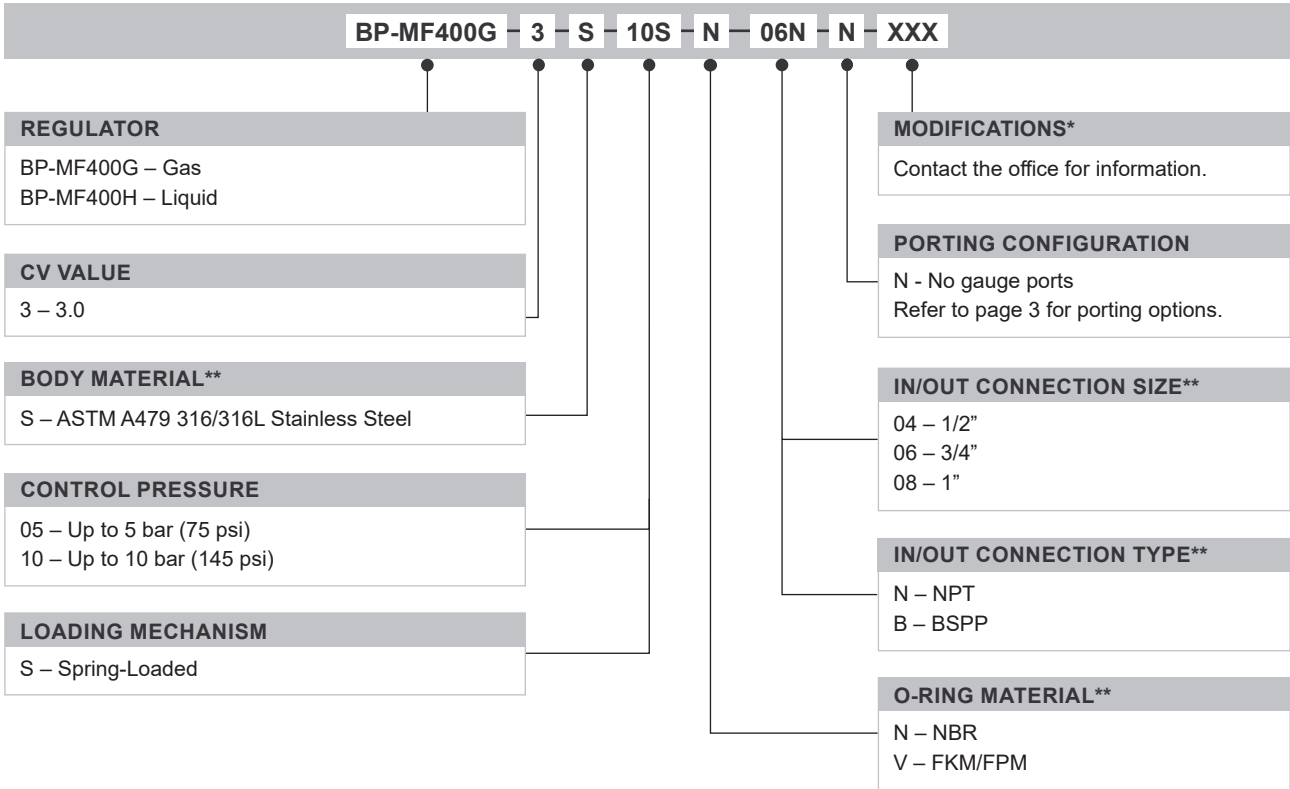 BP-MF400G - 3 - S - 10S - N - 06N - N - XXX
REGULATOR
BP-MF400G – Gas
BP-MF400H – Liquid
CV VALUE
3 – 3.0
BODY MATERIAL**
S – ASTM A479 316/316L Stainless Steel
CONTROL PRESSURE
05 – Up to 5 bar (75 psi)
10 – Up to 10 bar (145 psi)
LOADING MECHANISM
S – Spring-Loaded
MODIFICATIONS*
Contact the office for information.
PORTING CONFIGURATION
N - No gauge ports
Refer to page 3 for porting options.
IN/OUT CONNECTION SIZE**
04 – 1/2”
06 – 3/4”
08 – 1”
IN/OUT CONNECTION TYPE**
N – NPT
B – BSPP
O-RING MATERIAL**
N – NBR
V – FKM/FPM